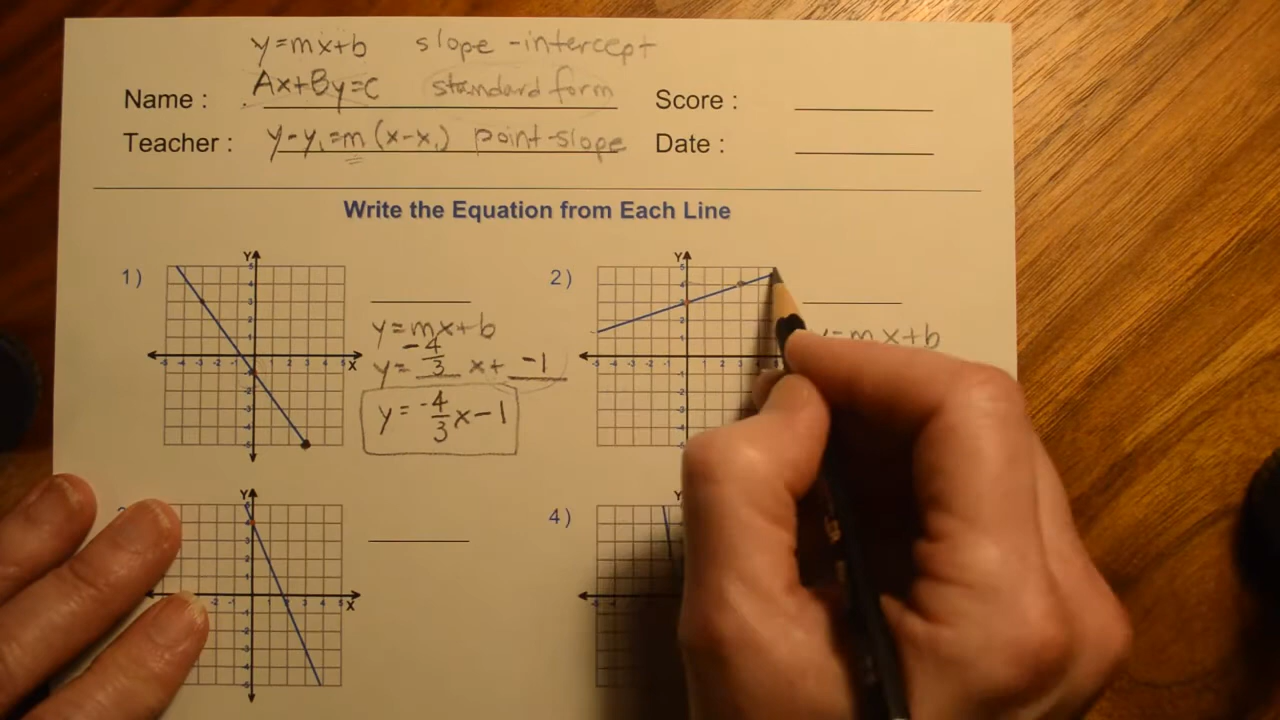 y=mx+b slope-intercept
Ax+By=C standard form
Name : Score :
y-y₁=m(x-x₁) point-slope
Teacher : Date :
Write the Equation from Each Line
1) 2)
Y Y
X
y=mx+b
y = -4/3 x + -1
y = -4/3 x - 1
y=mx+b
4)
Y Y
X